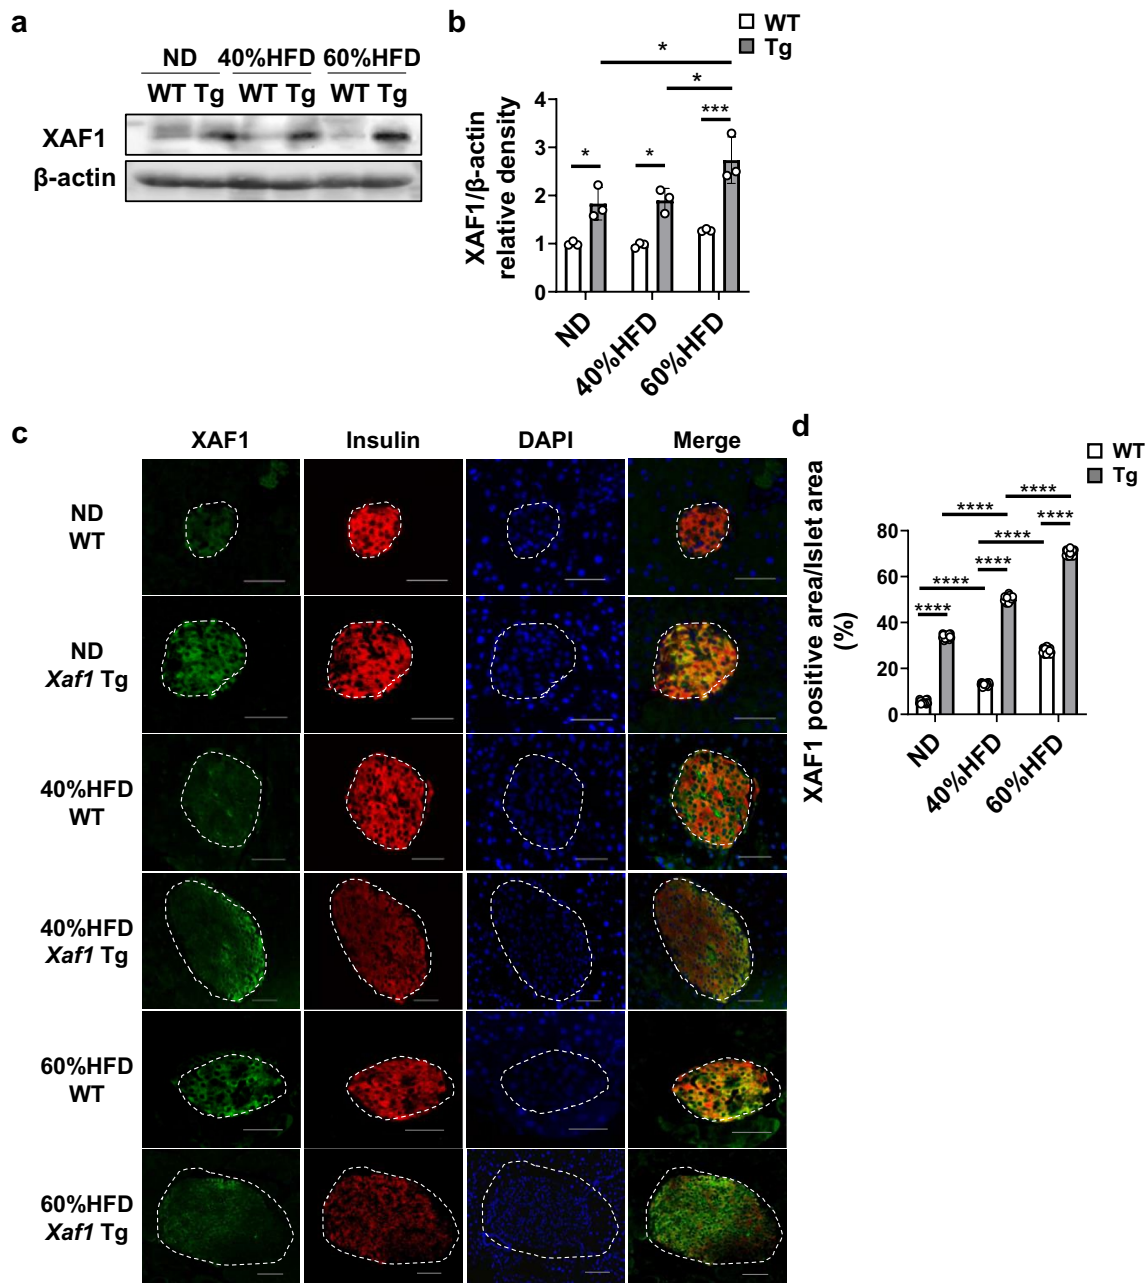 a
ND 40%HFD 60%HFD
WT Tg WT Tg WT Tg
XAF1
β-actin
b
WT
Tg
XAF1/β-actin
relative density
4
3
2
1
0
*
*
***
*
*
ND
40%HFD
60%HFD
c
XAF1 Insulin DAPI Merge
ND
WT
ND
Xaf1 Tg
40%HFD
WT
40%HFD
Xaf1 Tg
60%HFD
WT
60%HFD
Xaf1 Tg
d
WT
Tg
XAF1 positive area/Islet area
(%)
80
60
40
20
0
****
****
****
****
****
****
****
ND
40%HFD
60%HFD